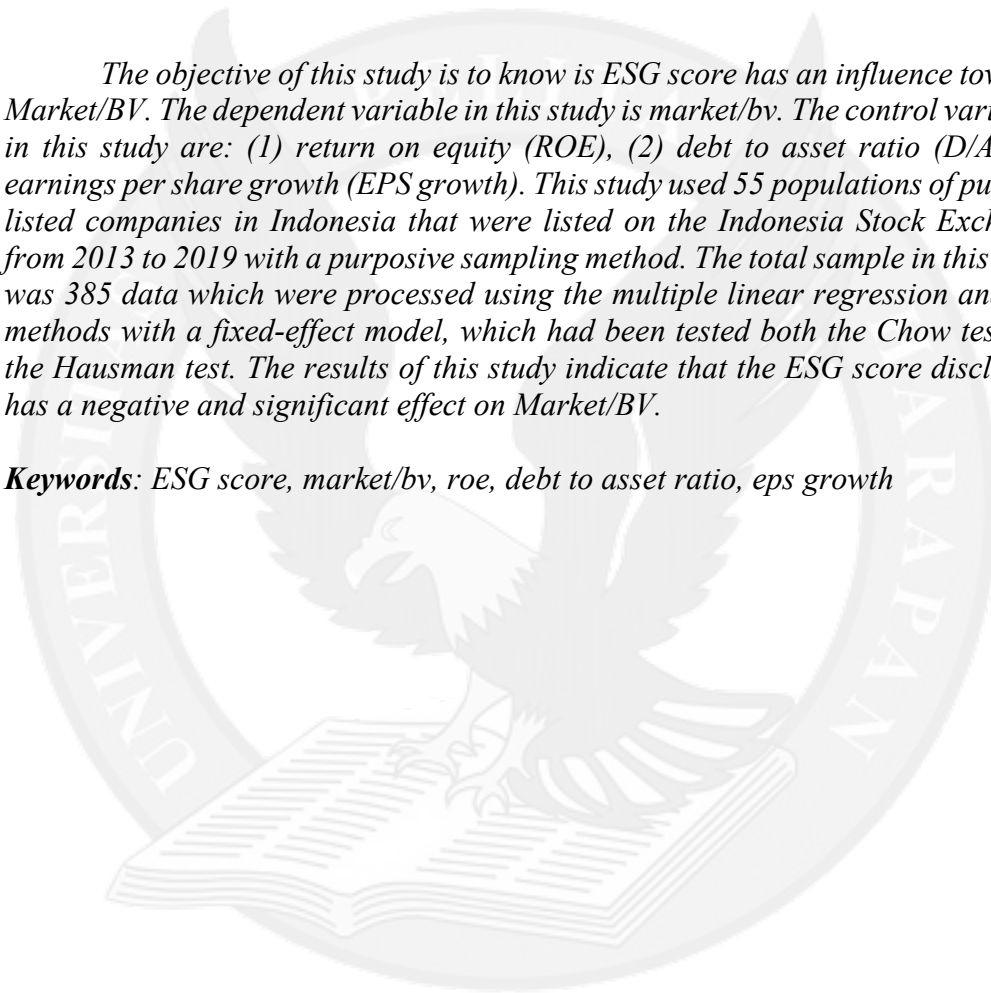 The objective of this study is to know is ESG score has an influence tov
Market/BV. The dependent variable in this study is market/bv. The control vari
in this study are: (1) return on equity (ROE), (2) debt to asset ratio (D/A
earnings per share growth (EPS growth). This study used 55 populations of pu
listed companies in Indonesia that were listed on the Indonesia Stock Exch
from 2013 to 2019 with a purposive sampling method. The total sample in this
was 385 data which were processed using the multiple linear regression an
methods with a fixed-effect model, which had been tested both the Chow tes
the Hausman test. The results of this study indicate that the ESG score discl
has a negative and significant effect on Market/BV.
Keywords: ESG score, market/bv, roe, debt to asset ratio, eps growth